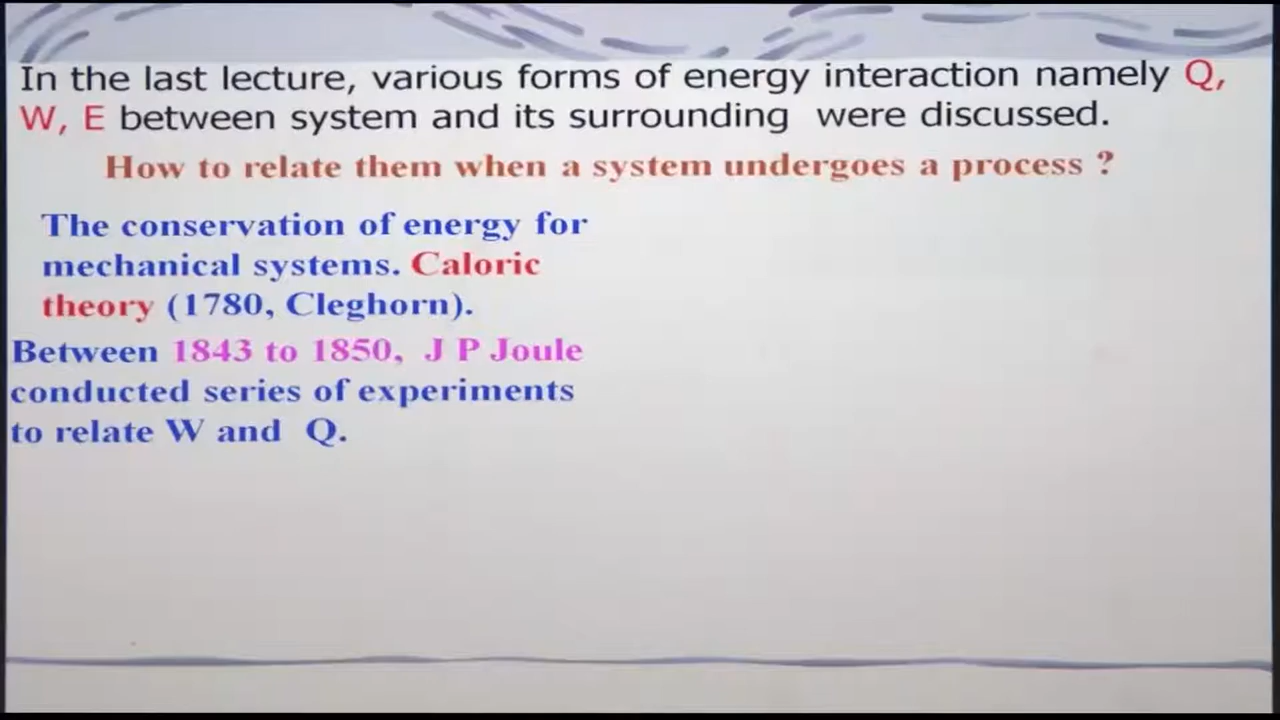 In the last lecture, various forms of energy interaction namely Q,
W, E between system and its surrounding were discussed.
How to relate them when a system undergoes a process ?
The conservation of energy for
mechanical systems. Caloric
theory (1780, Cleghorn).
Between 1843 to 1850, J P Joule
conducted series of experiments
to relate W and Q.